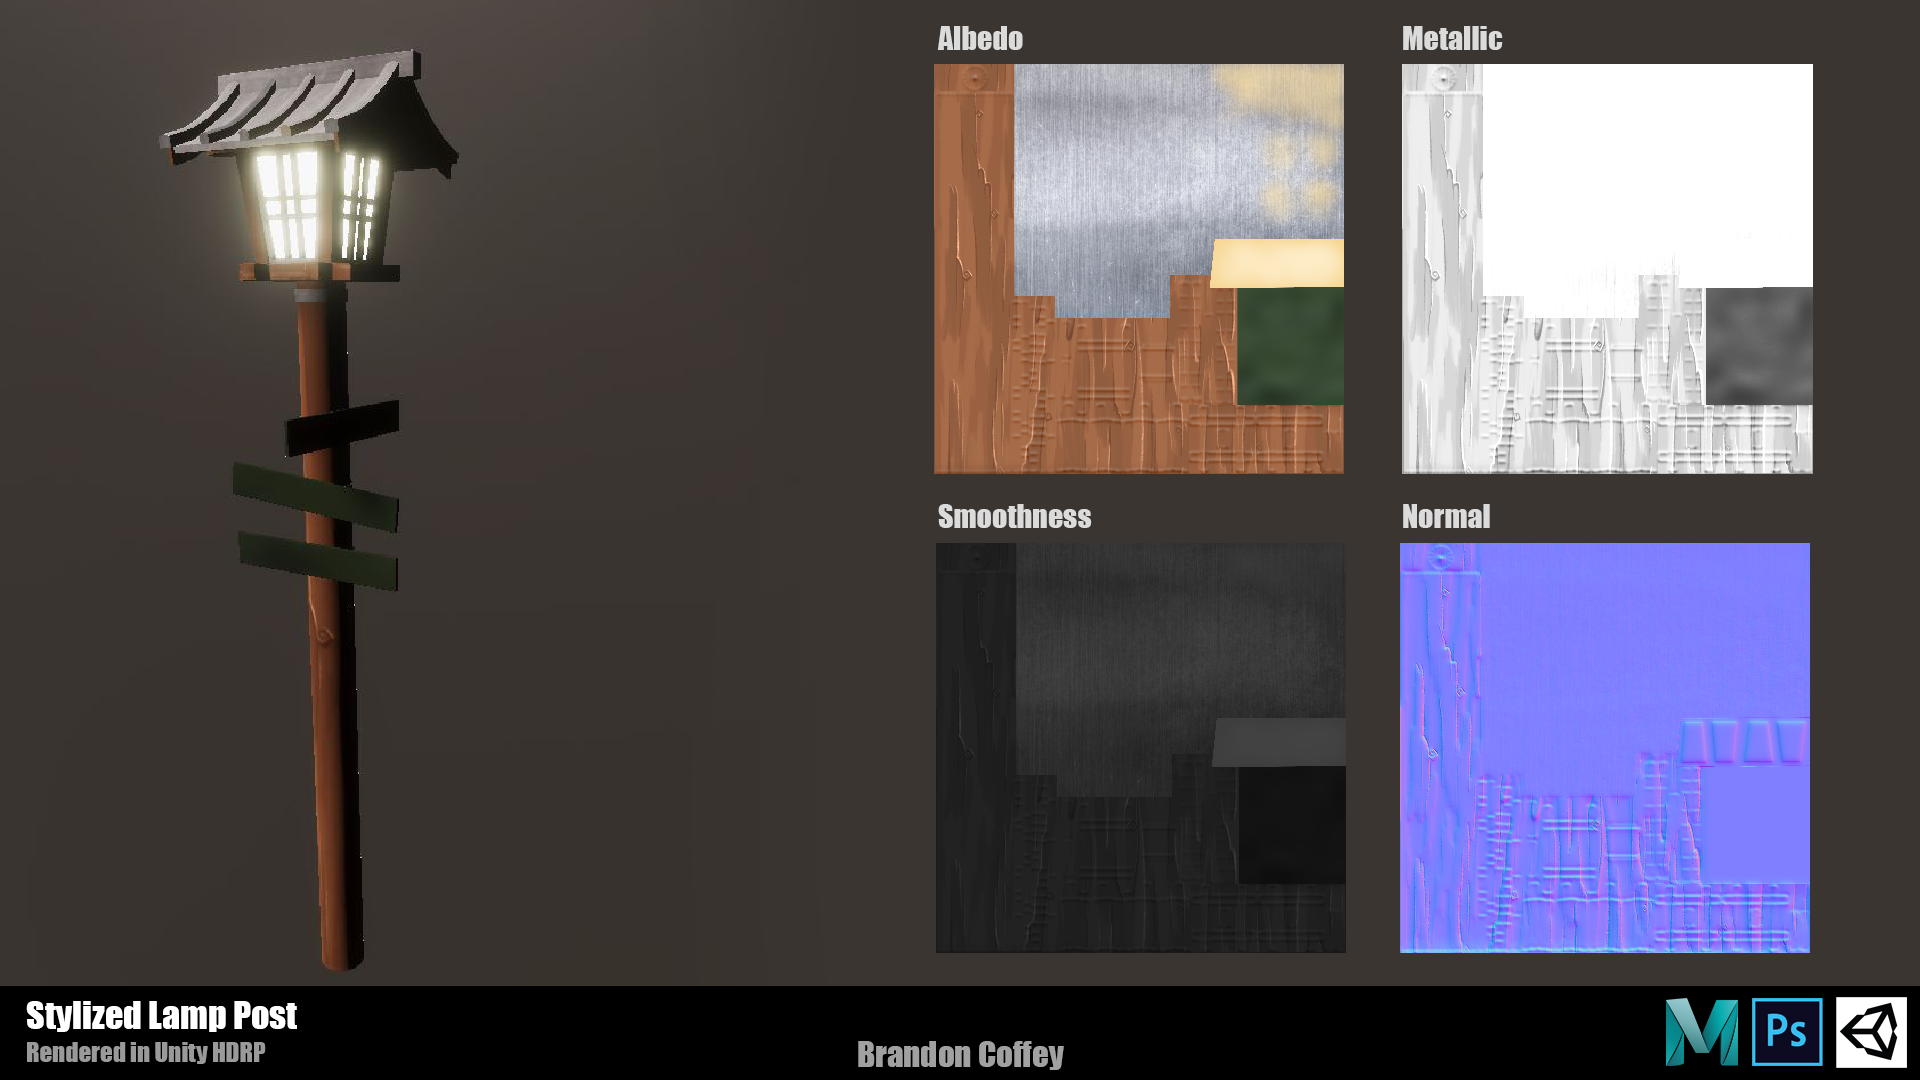 Albedo
Metallic
Smoothness
Normal
Stylized Lamp Post
Rendered in Unity HDRP
Brandon Coffey
Ps